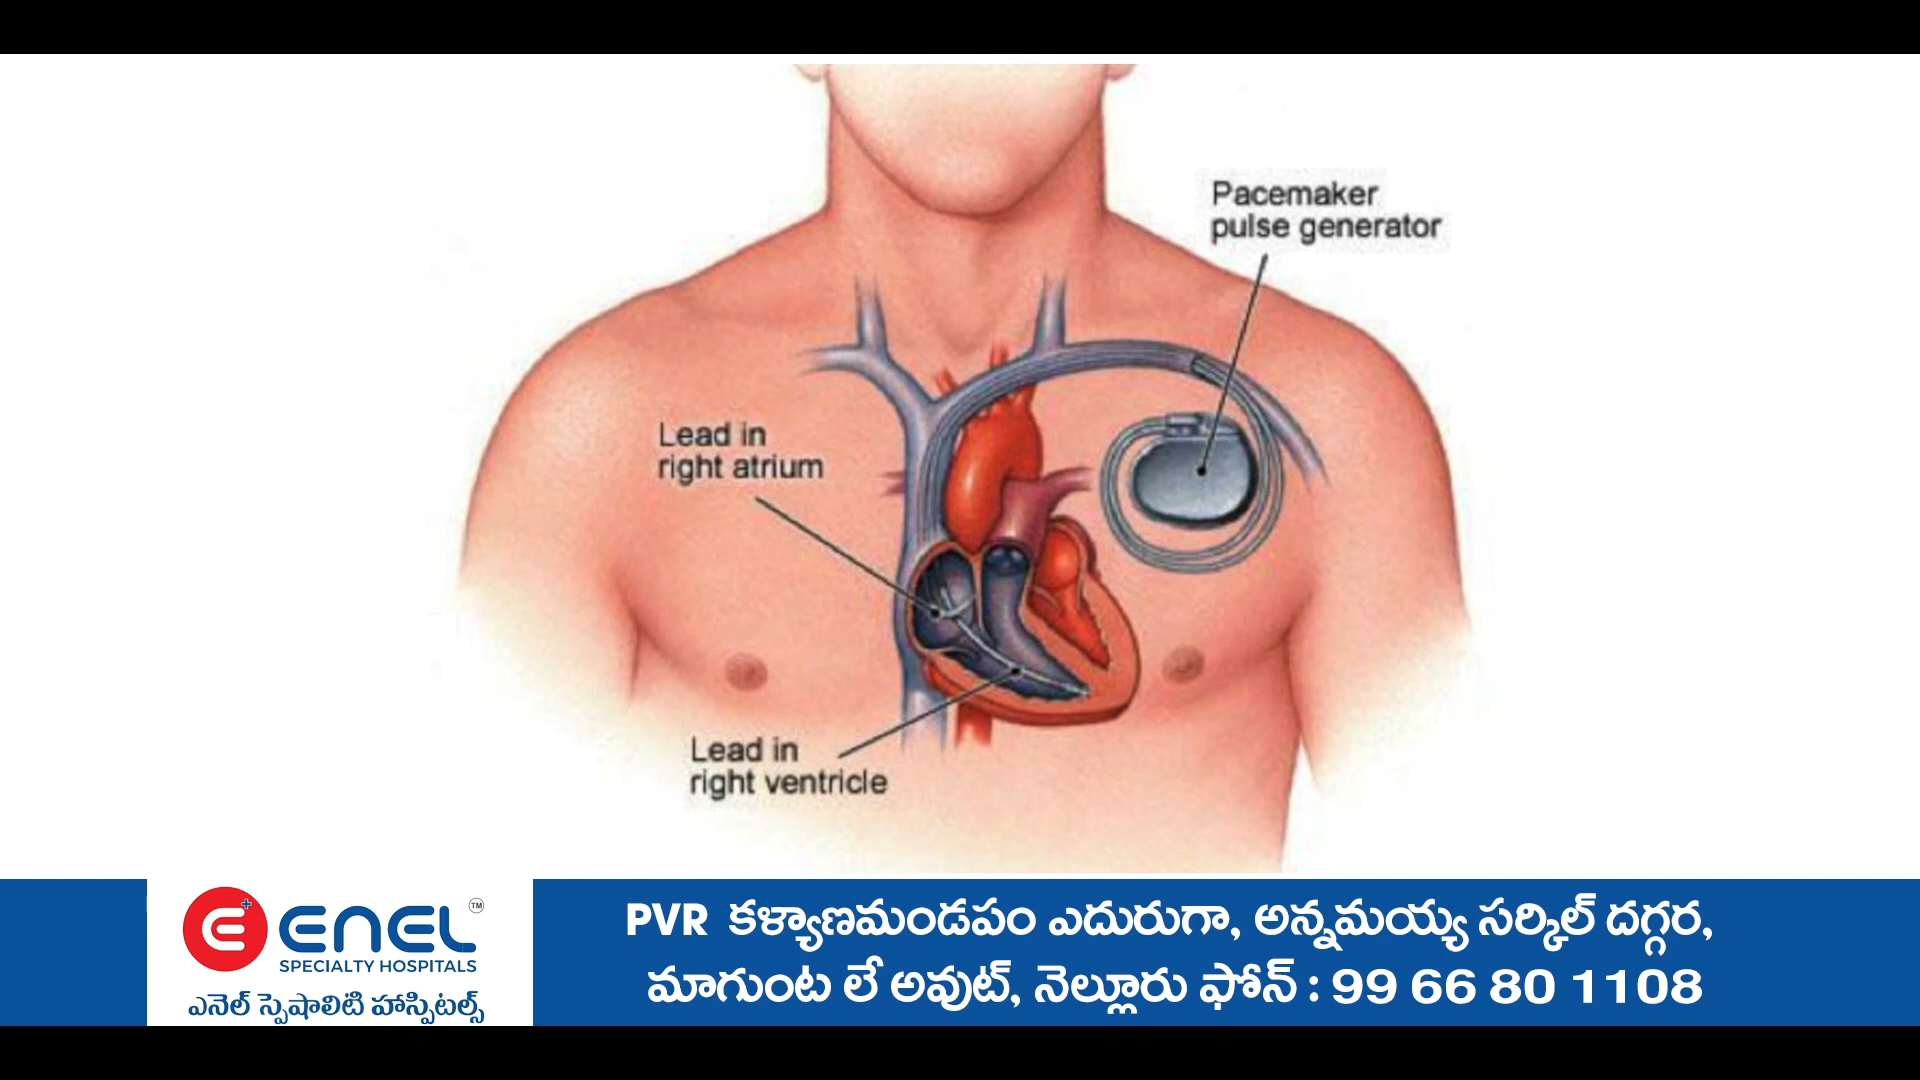 Pacemaker
pulse generator
Lead in
right atrium
Lead in
right ventricle
ENEL TM
SPECIALTY HOSPITALS
ఎనెల్ స్పెషాలిటి హాస్పిటల్స్
PVR కళ్యాణమండపం ఎదురుగా, అన్నమయ్య సర్కిల్ దగ్గర,
మాగుంట లే అవుట్, నెల్లూరు ఫోన్ : 99 66 80 1108